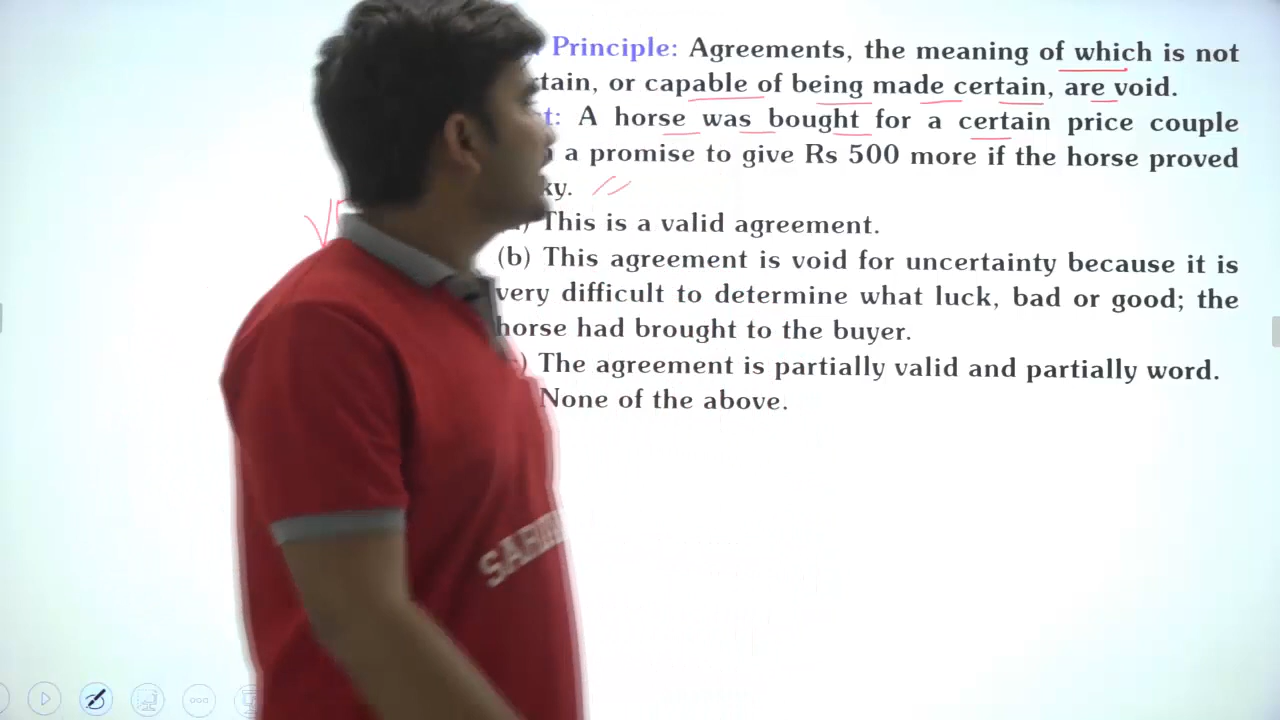 Principle: Agreements, the meaning of which is not
tain, or capable of being made certain, are void.
t: A horse was bought for a certain price couple
a promise to give Rs 500 more if the horse proved
ky.
This is a valid agreement.
(b) This agreement is void for uncertainty because it is
very difficult to determine what luck, bad or good; the
horse had brought to the buyer.
) The agreement is partially valid and partially word.
None of the above.